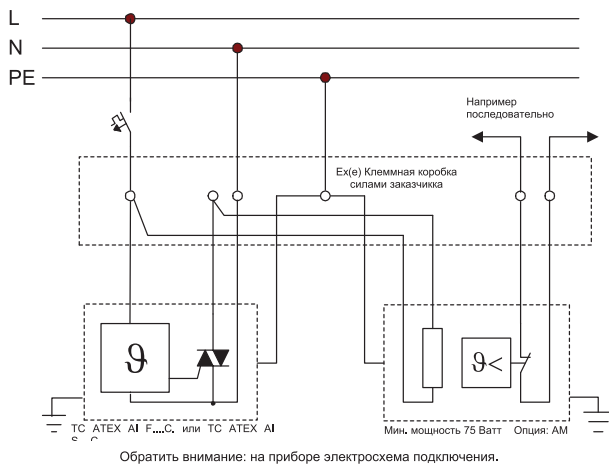 L
N
PE
Например
последовательно
Ex(e) Клеммная коробка
силами заказчикка
ϑ
ϑ<
TC ATEX AI F....C. или TC ATEX AI
Мин. мощность 75 Ватт Опция: AM
Обратить внимание: на приборе электросхема подключения.